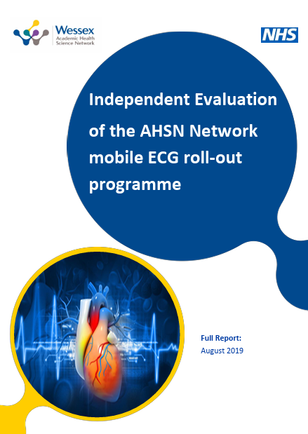 Wessex
Academic Health
Science Network
NHS
Independent Evaluation
of the AHSN Network
mobile ECG roll-out
programme
Full Report:
August 2019